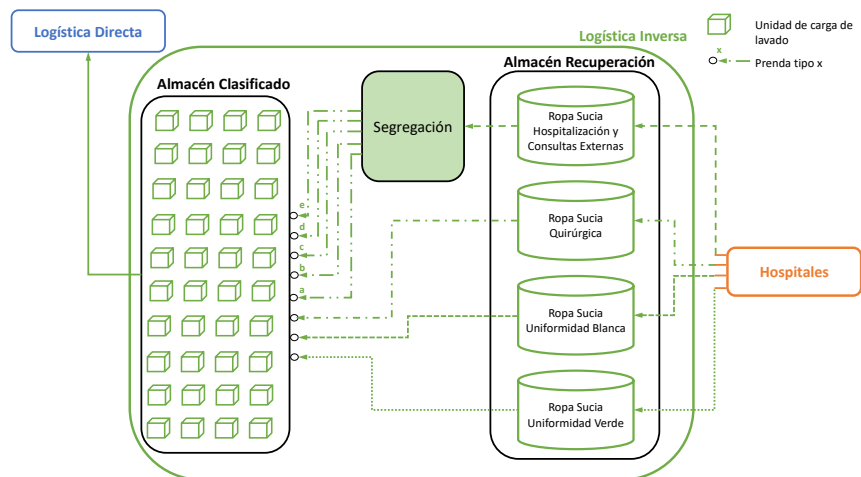 Logística Directa
Logística Inversa
Unidad de carga de
lavado
x
Prenda tipo x
Almacén Clasificado
Almacén Recuperación
Segregación
Ropa Sucia
Hospitalización y
Consultas Externas
e
d
c
b
a
Ropa Sucia
Quirúrgica
Hospitales
Ropa Sucia
Uniformidad Blanca
Ropa Sucia
Uniformidad Verde